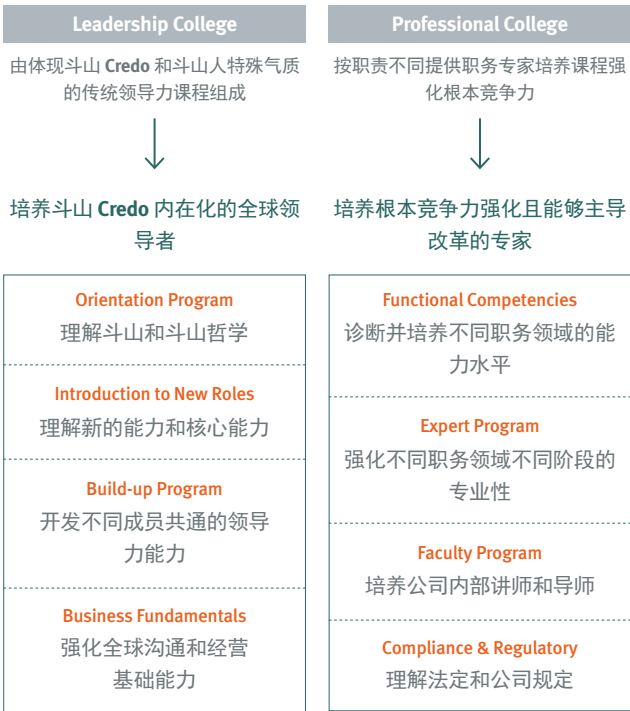 Leadership College
由体现斗山 Credo 和斗山人特殊气质
的传统领导力课程组成
培养斗山 Credo 内在化的全球领
导者
Orientation Program
理解斗山和斗山哲学
Introduction to New Roles
理解新的能力和核心能力
Build-up Program
开发不同成员共通的领导
力能力
Business Fundamentals
强化全球沟通和经营
基础能力
Professional College
按职责不同提供职务专家培养课程强
化根本竞争力
培养根本竞争力强化且能够主导
改革的专家
Functional Competencies
诊断并培养不同职务领域的能
力水平
Expert Program
强化不同职务领域不同阶段的
专业性
Faculty Program
培养公司内部讲师和导师
Compliance & Regulatory
理解法定和公司规定